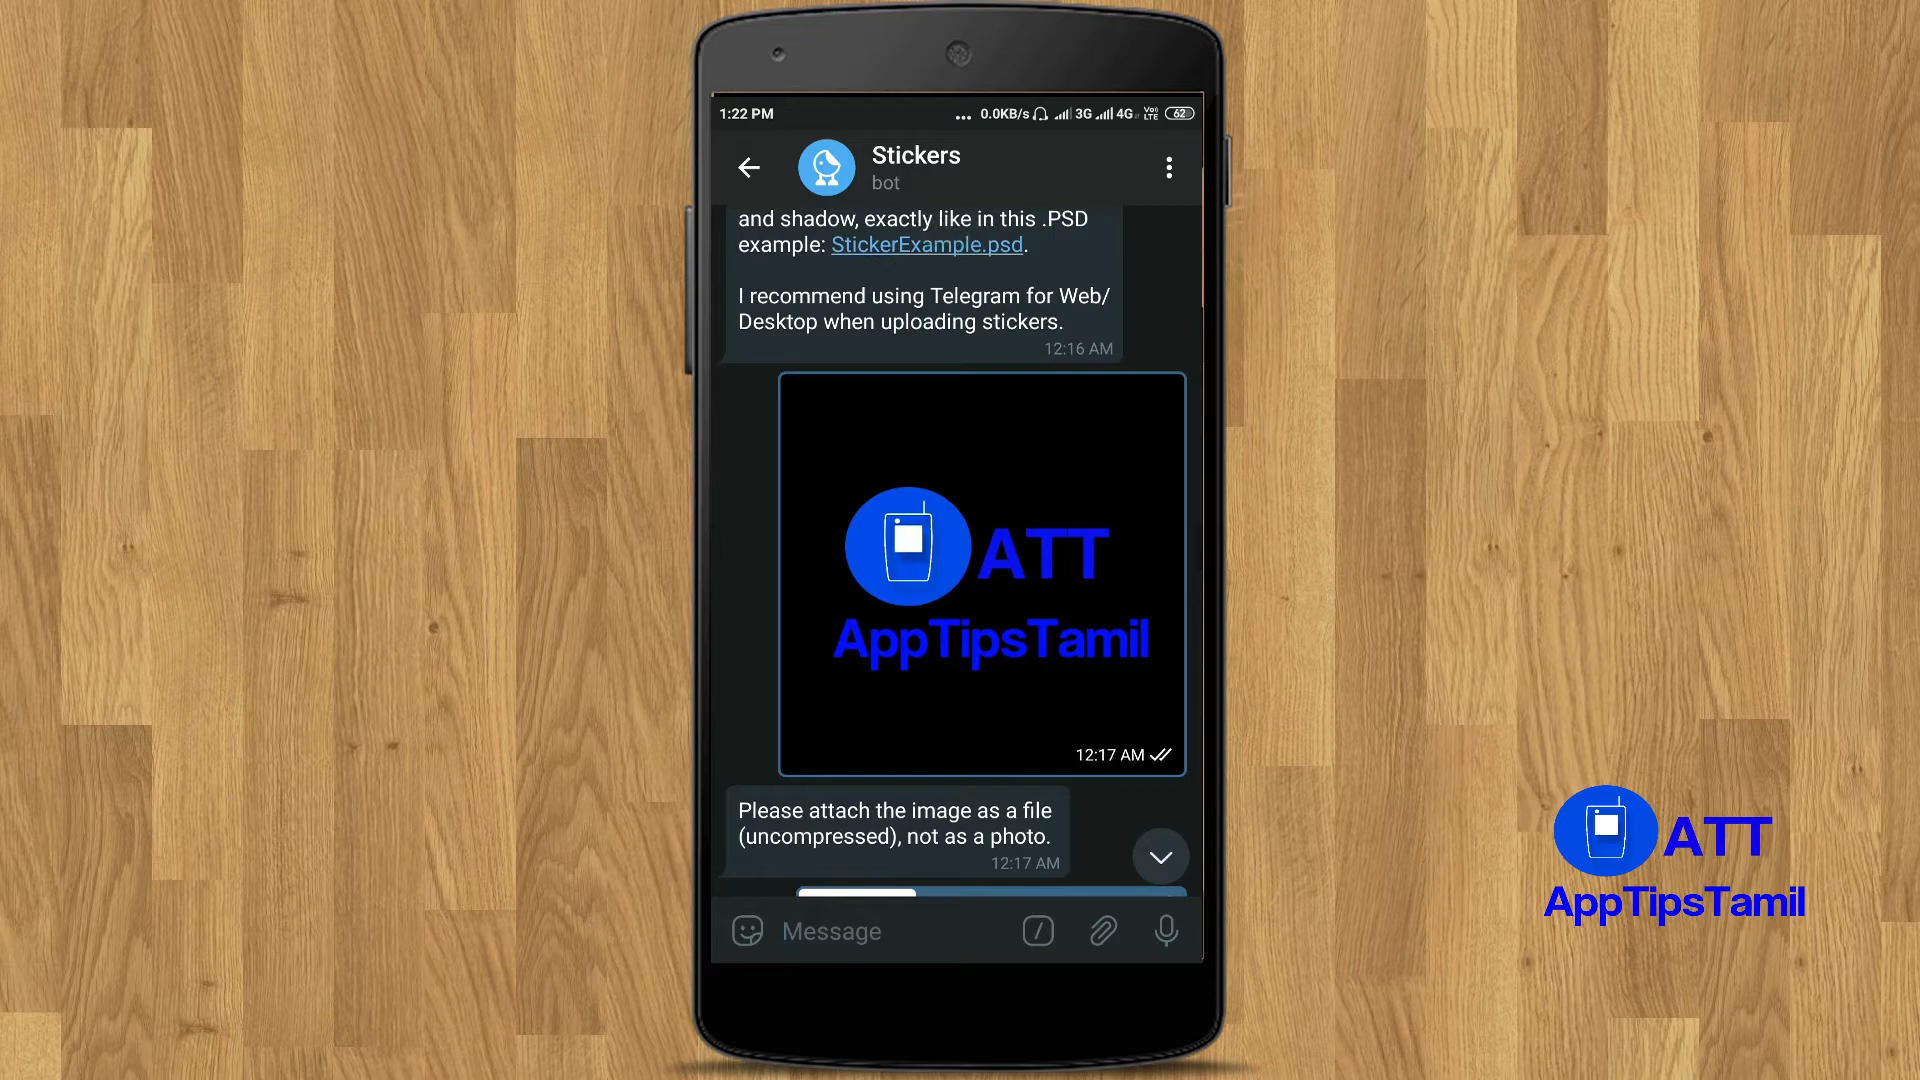 1:22 PM
... 0.0KB/s 3G 4G Vo) LTE 62
Stickers
bot
and shadow, exactly like in this .PSD
example: StickerExample.psd.
I recommend using Telegram for Web/
Desktop when uploading stickers.
12:16 AM
ATT
AppTipsTamil
12:17 AM
Please attach the image as a file
(uncompressed), not as a photo.
12:17 AM
Message
ATT
AppTipsTamil